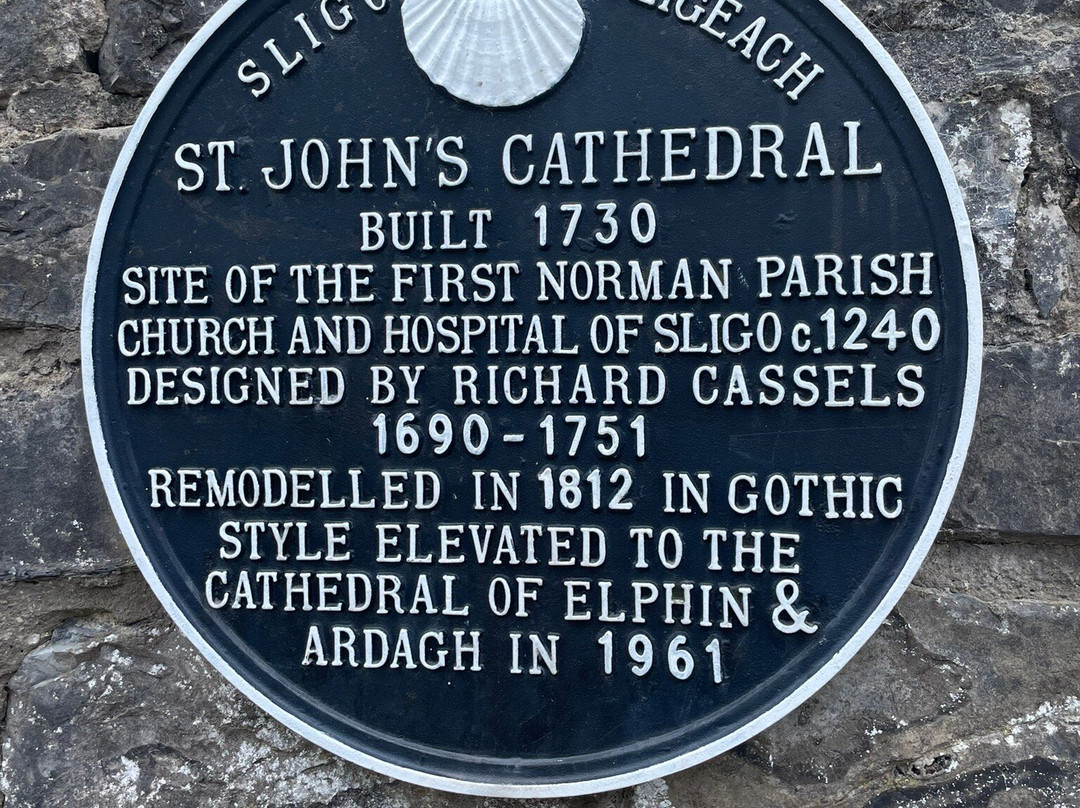 SLIGO
ST. JOHN'S CATHEDRAL
BUILT 1730
SITE OF THE FIRST NORMAN PARISH
CHURCH AND HOSPITAL OF SLIGO c.1240
DESIGNED BY RICHARD CASSELS
1690-1751
REMODELLED IN 1812 IN GOTHIC
STYLE ELEVATED TO THE
CATHEDRAL OF ELPHIN &
ARDAGH IN 1961